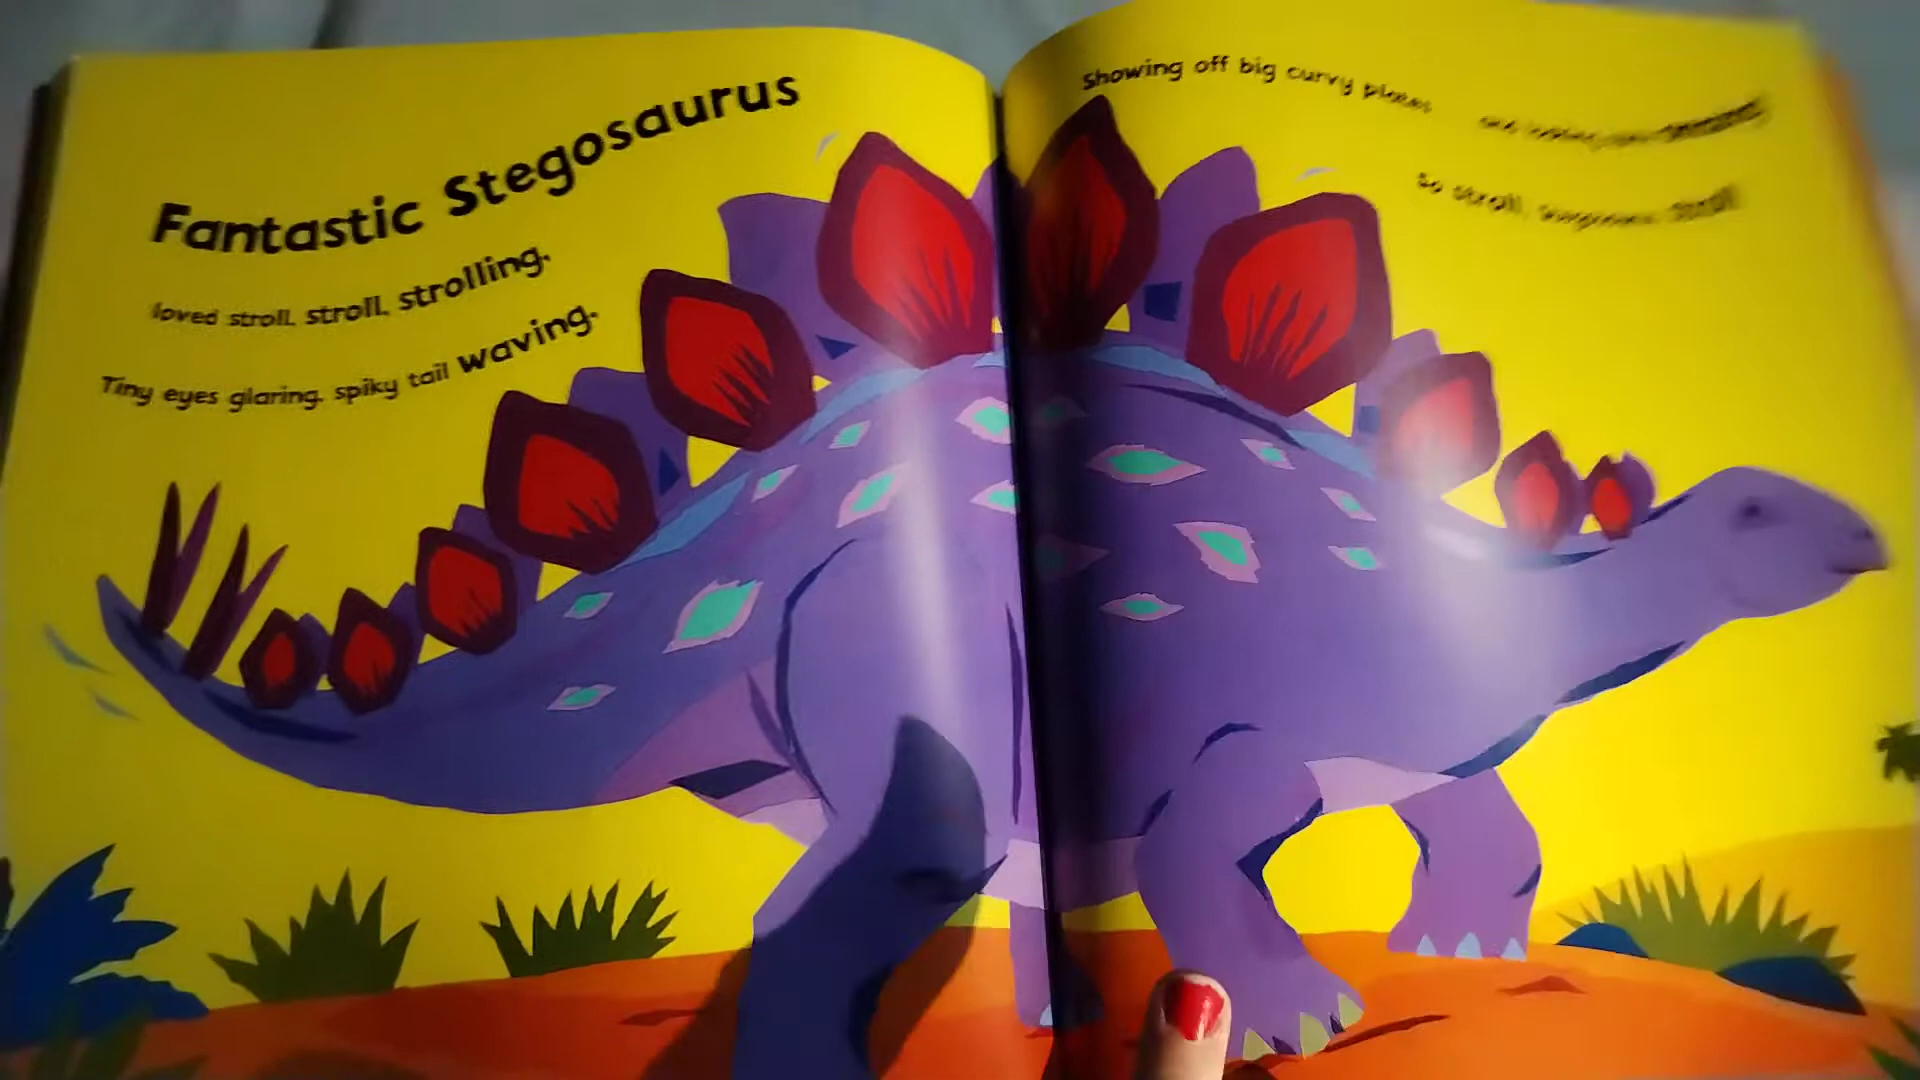 Fantastic Stegosaurus
loved stroll, stroll, strolling,
Tiny eyes glaring, spiky tail waving.
Showing off big curvy plates
So stroll, stroll